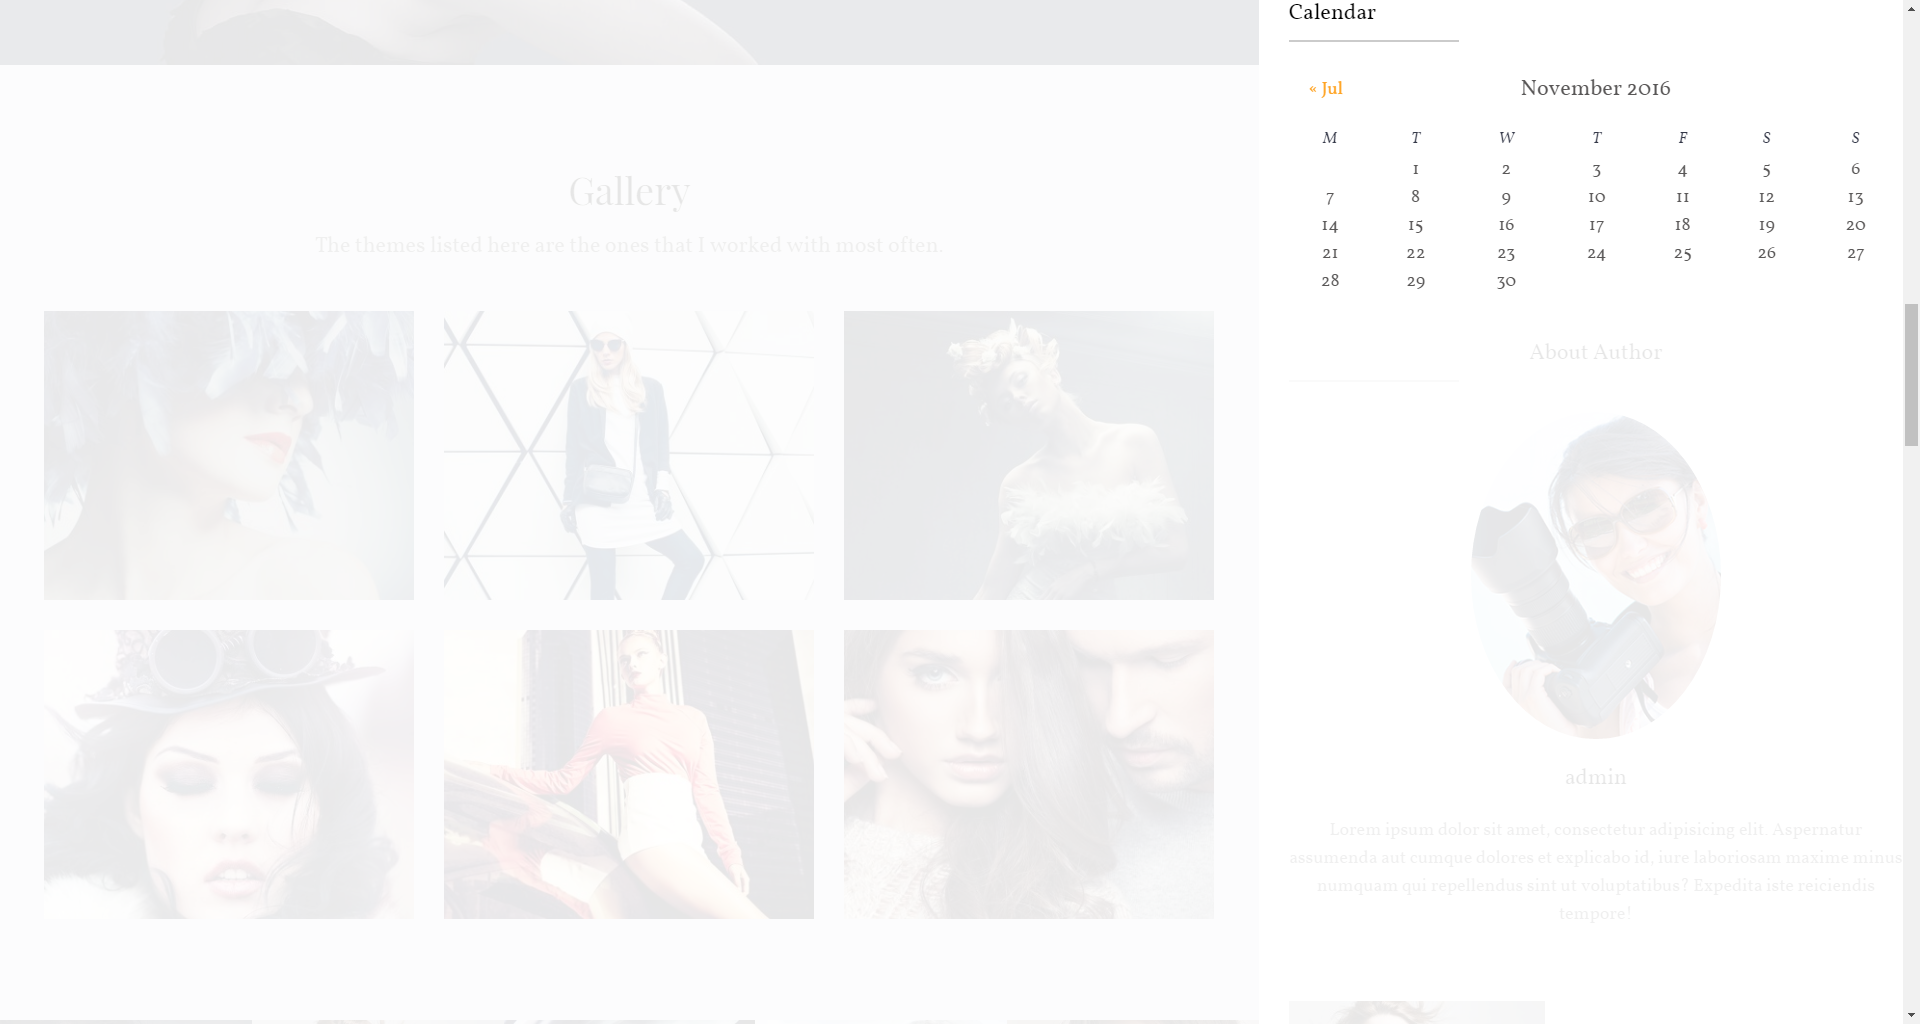 Calendar
« Jul November 2016
M T W T F S S
1 2 3 4 5 6
7 8 9 10 11 12 13
14 15 16 17 18 19 20
21 22 23 24 25 26 27
28 29 30
Gallery
The themes listed here are the ones that I worked with most often.
About Author
admin
Lorem ipsum dolor sit amet, consectetur adipisicing elit. Aspernatur
assumenda aut cumque dolores et explicabo id, iure laboriosam maxime minus
numquam qui repellendus sint ut voluptatibus? Expedita iste reiciendis
tempore!